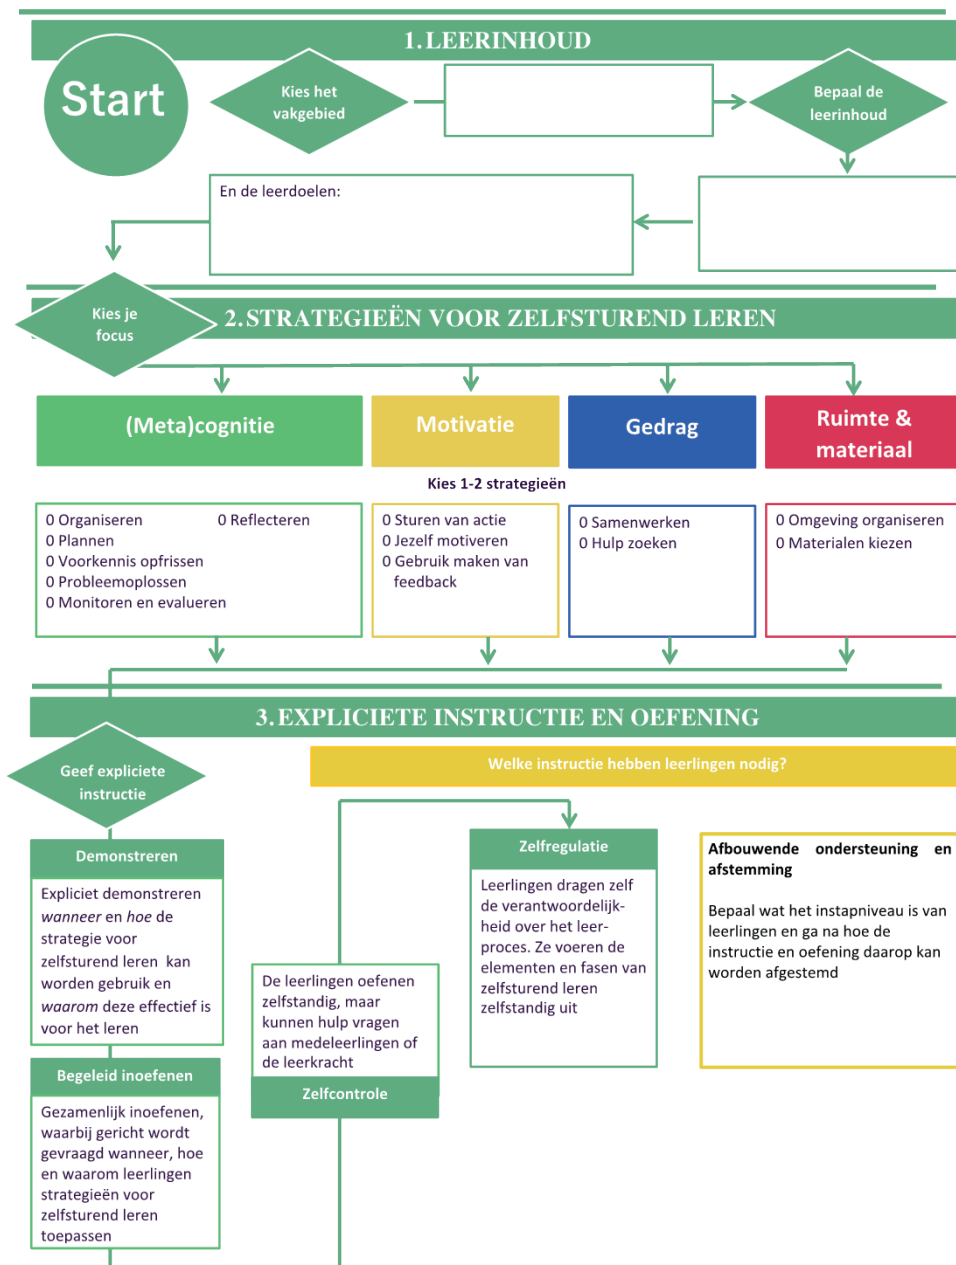 1. LEERINHOUD
Start
Kies het
vakgebied
Bepaal de
leerinhoud
En de leerdoelen:
Kies je
focus
2. STRATEGIEËN VOOR ZELFSTUREND LEREN
(Meta)cognitie
Motivatie
Gedrag
Ruimte &
materiaal
Kies 1-2 strategieën
0 Organiseren
0 Reflecteren
0 Plannen
0 Voorkennis opfrissen
0 Probleemoplossen
0 Monitoren en evalueren
0 Sturen van actie
0 Jezelf motiveren
0 Gebruik maken van
feedback
0 Samenwerken
0 Hulp zoeken
0 Omgeving organiseren
0 Materialen kiezen
3. EXPLICIETE INSTRUCTIE EN OEFENING
Geef expliciete
instructie
Welke instructie hebben leerlingen nodig?
Demonstreren
Expliciet demonstreren
wanneer en hoe de
strategie voor
zelfsturend leren kan
worden gebruik en
waarom deze effectief is
voor het leren
Begeleid inoefenen
Gezamenlijk inoefenen,
waarbij gericht wordt
gevraagd wanneer, hoe
en waarom leerlingen
strategieën voor
zelfsturend leren
toepassen
De leerlingen oefenen
zelfstandig, maar
kunnen hulp vragen
aan medeleerlingen of
de leerkracht
Zelfcontrole
Zelfregulatie
Leerlingen dragen zelf
de verantwoordelijk-
heid over het leer-
proces. Ze voeren de
elementen en fasen van
zelfsturend leren
zelfstandig uit
Afbouwende ondersteuning en
afstemming
Bepaal wat het instapniveau is van
leerlingen en ga na hoe de
instructie en oefening daarop kan
worden afgestemd